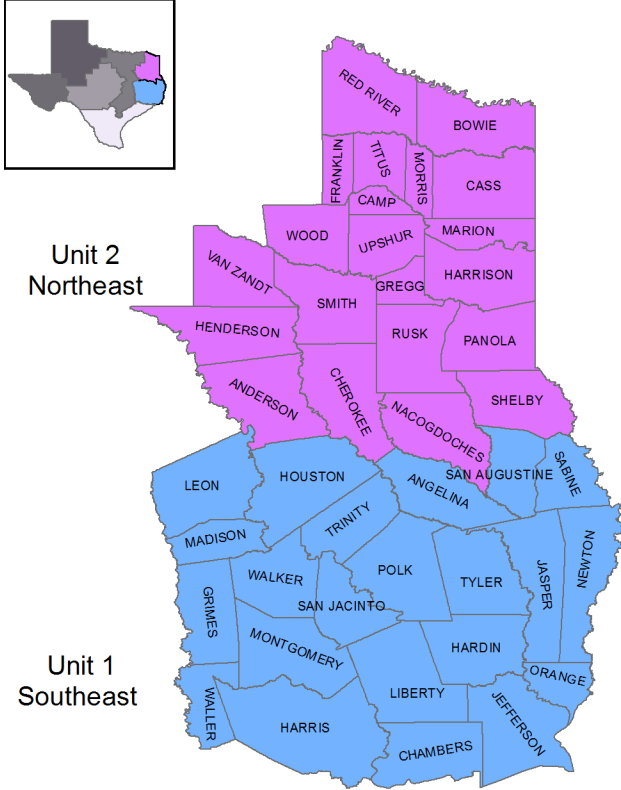 RED RIVER
BOWIE
FRANKLIN
TITUS
MORRIS
CASS
CAMP
WOOD
UPSHUR
MARION
Unit 2
Northeast
VAN ZANDT
HARRISON
GREGG
SMITH
HENDERSON
RUSK
PANOLA
ANDERSON
CHEROKEE
SHELBY
NACOGDOCHES
LEON
HOUSTON
ANGELINA
SAN AUGUSTINE
SABINE
TRINITY
MADISON
WALKER
POLK
TYLER
JASPER
NEWTON
GRIMES
SAN JACINTO
MONTGOMERY
HARDIN
Unit 1
Southeast
ORANGE
WALLER
LIBERTY
HARRIS
JEFFERSON
CHAMBERS